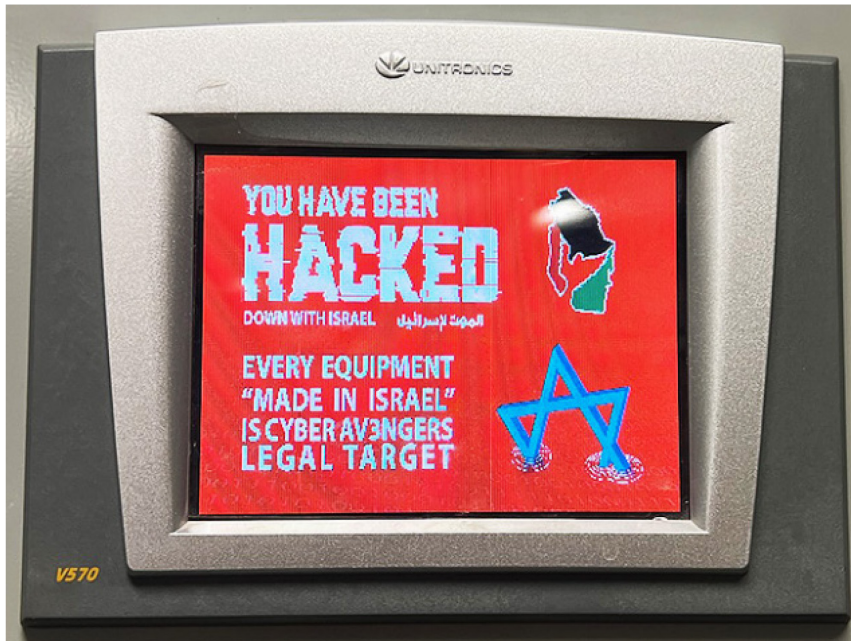 UNITRONICS
YOU HAVE BEEN
HACKED
DOWN WITH ISRAEL الموت لإسرائيل
EVERY EQUIPMENT
"MADE IN ISRAEL"
IS CYBER AV3NGERS
LEGAL TARGET
V570